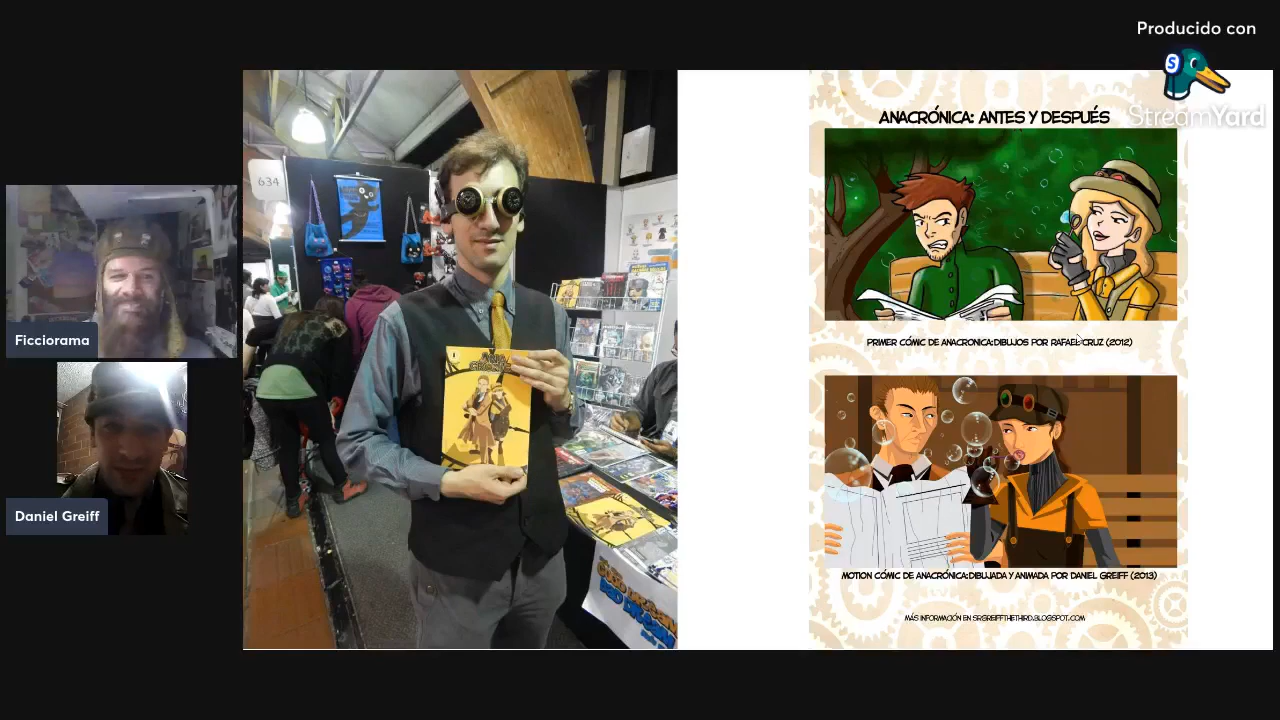 Producido con
S
StreamYard
634
ANACRÓNICA: ANTES Y DESPUÉS
PRIMER CÓMIC DE ANACRONICA: DIBUJOS POR RAFAEL CRUZ (2012)
MOTION CÓMIC DE ANACRÓNICA: DIBUJADA Y ANIMADA POR DANIEL GREIFF (2013)
MÁS INFORMACIÓN EN SRGREIFFTHETHIRD.BLOGSPOT.COM
Ficciorama
Daniel Greiff